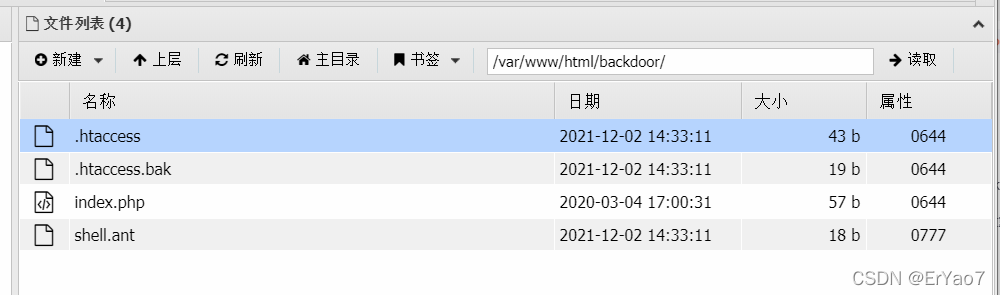 文件列表 (4)
新建 上层 刷新 主目录 书签 /var/www/html/backdoor/ 读取
名称 日期 大小 属性
.htaccess 2021-12-02 14:33:11 43 b 0644
.htaccess.bak 2021-12-02 14:33:11 19 b 0644
index.php 2020-03-04 17:00:31 57 b 0644
shell.ant 2021-12-02 14:33:11 18 b 0777
CSDN @ErYao7